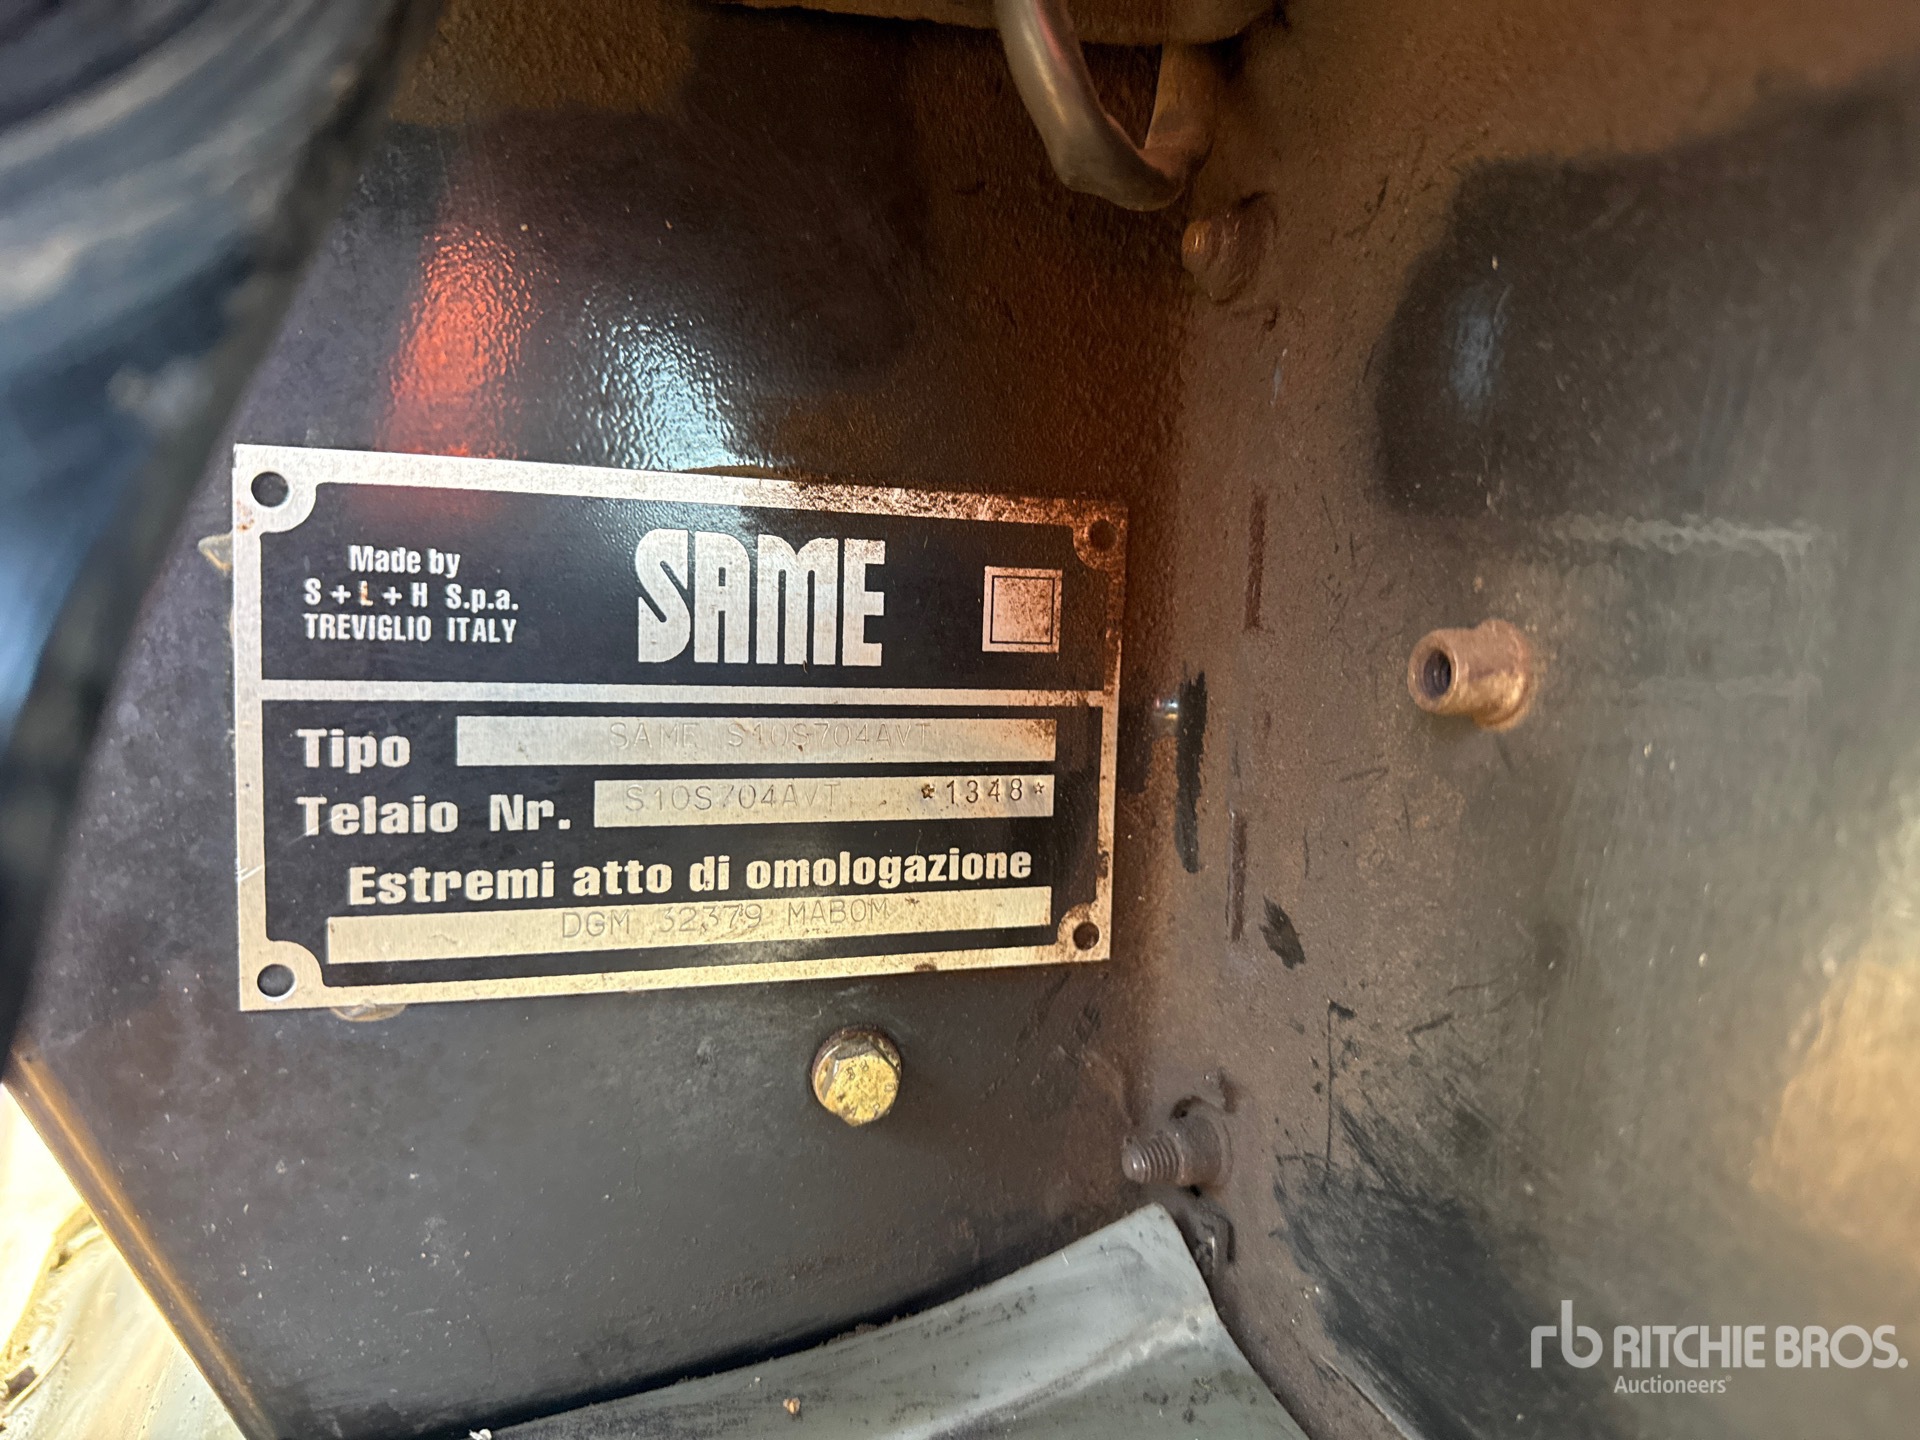 Made by
S + L + H S.p.a.
TREVIGLIO ITALY
SAME
Tipo SAME S10S704AVT
Telaio Nr. S10S704AVT *1348*
Estremi atto di omologazione
DGM 32379 MABOM
rb RITCHIE BROS.
Auctioneers